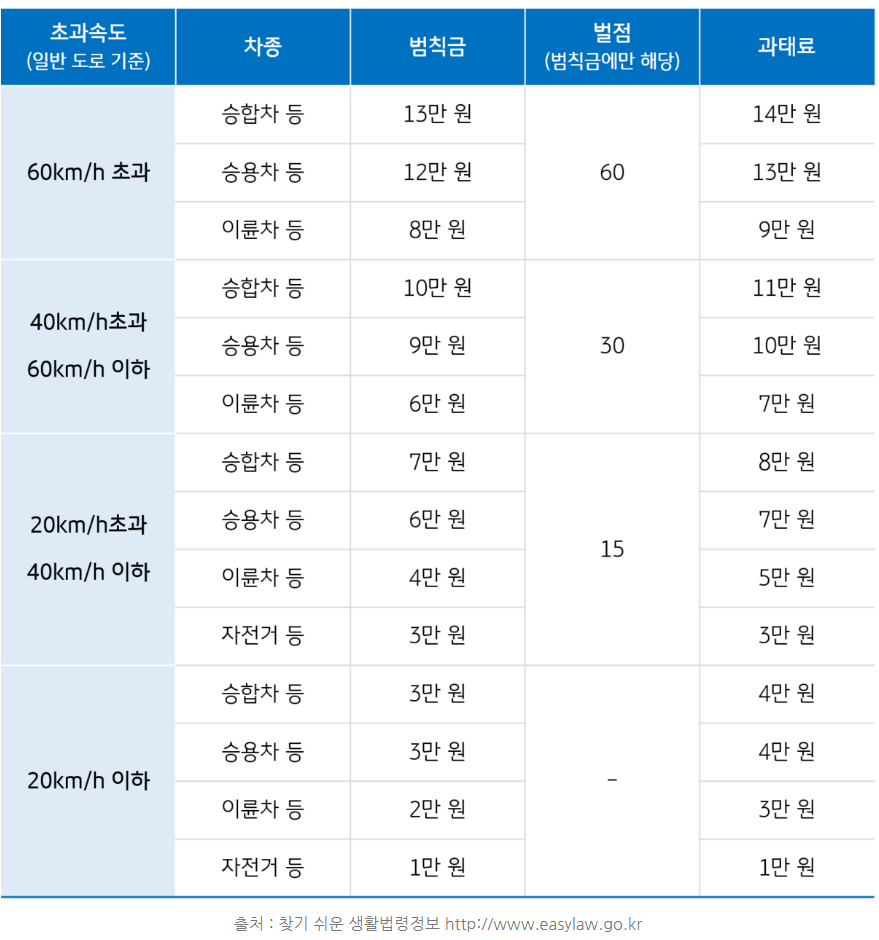 초과속도
(일반 도로 기준)
차종
범칙금
벌점
(범칙금에만 해당)
과태료
60km/h 초과
승합차 등
13만 원
60
14만 원
승용차 등
12만 원
13만 원
이륜차 등
8만 원
9만 원
40km/h초과
60km/h 이하
승합차 등
10만 원
30
11만 원
승용차 등
9만 원
10만 원
이륜차 등
6만 원
7만 원
20km/h초과
40km/h 이하
승합차 등
7만 원
15
8만 원
승용차 등
6만 원
7만 원
이륜차 등
4만 원
5만 원
자전거 등
3만 원
3만 원
20km/h 이하
승합차 등
3만 원
–
4만 원
승용차 등
3만 원
4만 원
이륜차 등
2만 원
3만 원
자전거 등
1만 원
1만 원
출처 : 찾기 쉬운 생활법령정보 http://www.easylaw.go.kr